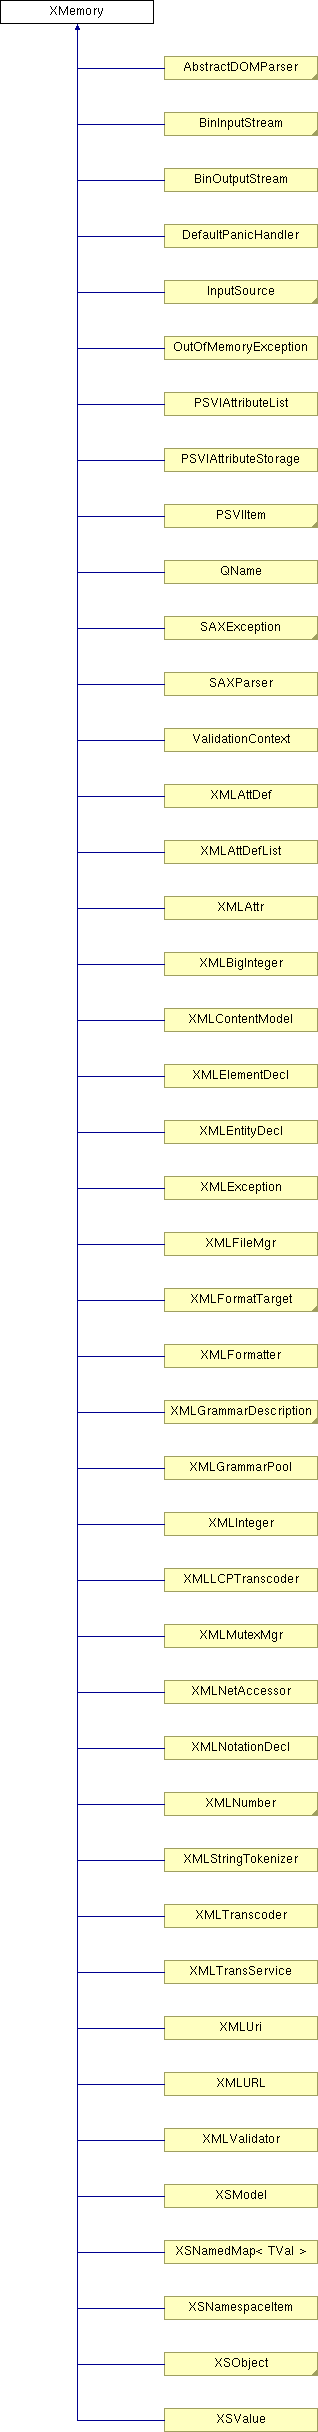 XMemory
AbstractDOMParser
BinInputStream
BinOutputStream
DefaultPanicHandler
InputSource
OutOfMemoryException
PSVIAttributeList
PSVIAttributeStorage
PSVIItem
QName
SAXException
SAXParser
ValidationContext
XMLAttDef
XMLAttDefList
XMLAttr
XMLBigInteger
XMLContentModel
XMLElementDecl
XMLEntityDecl
XMLException
XMLFileMgr
XMLFormatTarget
XMLFormatter
XMLGrammarDescription
XMLGrammarPool
XMLInteger
XMLLCPTranscoder
XMLMutexMgr
XMLNetAccessor
XMLNotationDecl
XMLNumber
XMLStringTokenizer
XMLTranscoder
XMLTransService
XMLUri
XMLURL
XMLValidator
XSModel
XSNamedMap< TVal >
XSNamespaceItem
XSObject
XSValue